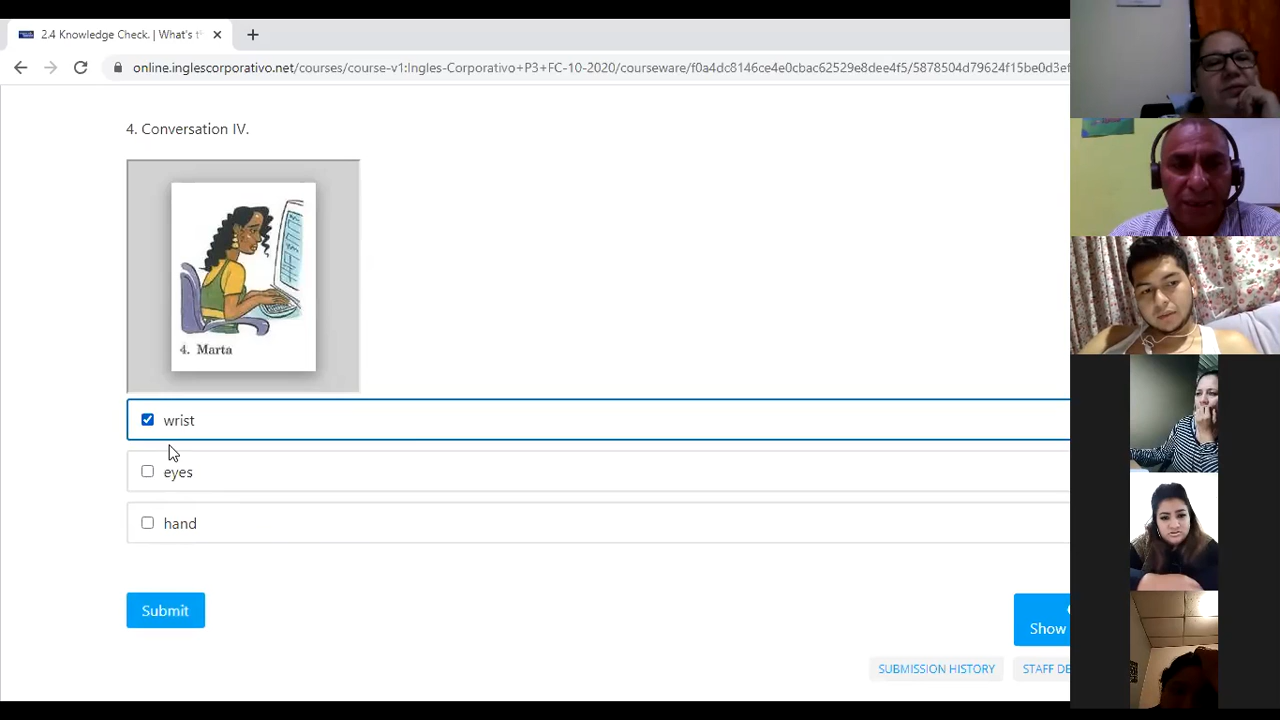 2.4 Knowledge Check. | What's t
online.inglescorporativo.net/courses/course-v1:Ingles-Corporativo+P3+FC-10-2020/courseware/f0a4dc8146ce4e0cbac62529e8dee4f5/5878504d79624f15be0d3ef
4. Conversation IV.
4. Marta
wrist
eyes
hand
Submit
Show
SUBMISSION HISTORY
STAFF DE